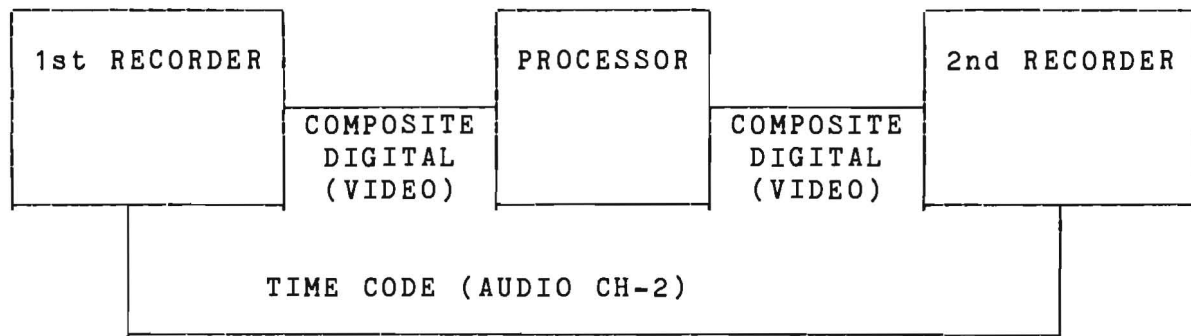 1st RECORDER
PROCESSOR
2nd RECORDER
COMPOSITE
DIGITAL
(VIDEO)
COMPOSITE
DIGITAL
(VIDEO)
TIME CODE (AUDIO CH-2)